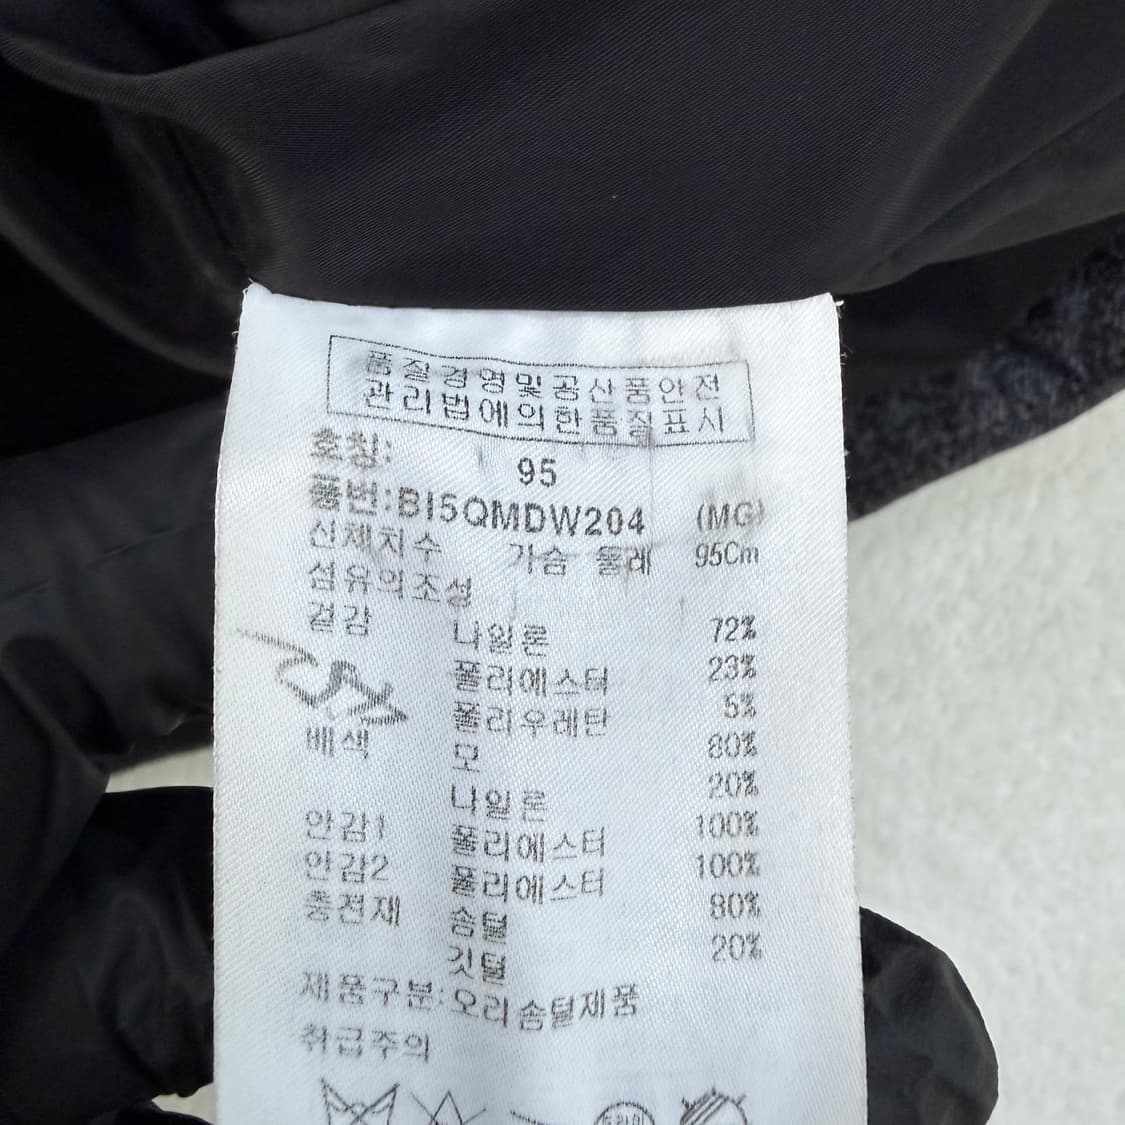 품질경영및공산품안전
관리법에의한품질표시
호칭: 95
품번:BI5QMDW204 (MG)
신체치수 가슴 둘레 95Cm
섬유의조성
겉감 나일론 72%
폴리에스터 23%
폴리우레탄 5%
배색 모 80%
나일론 20%
안감1 폴리에스터 100%
안감2 폴리에스터 100%
충전재 솜털 80%
깃털 20%
제품구분:오리솜털제품
취급주의
드라이